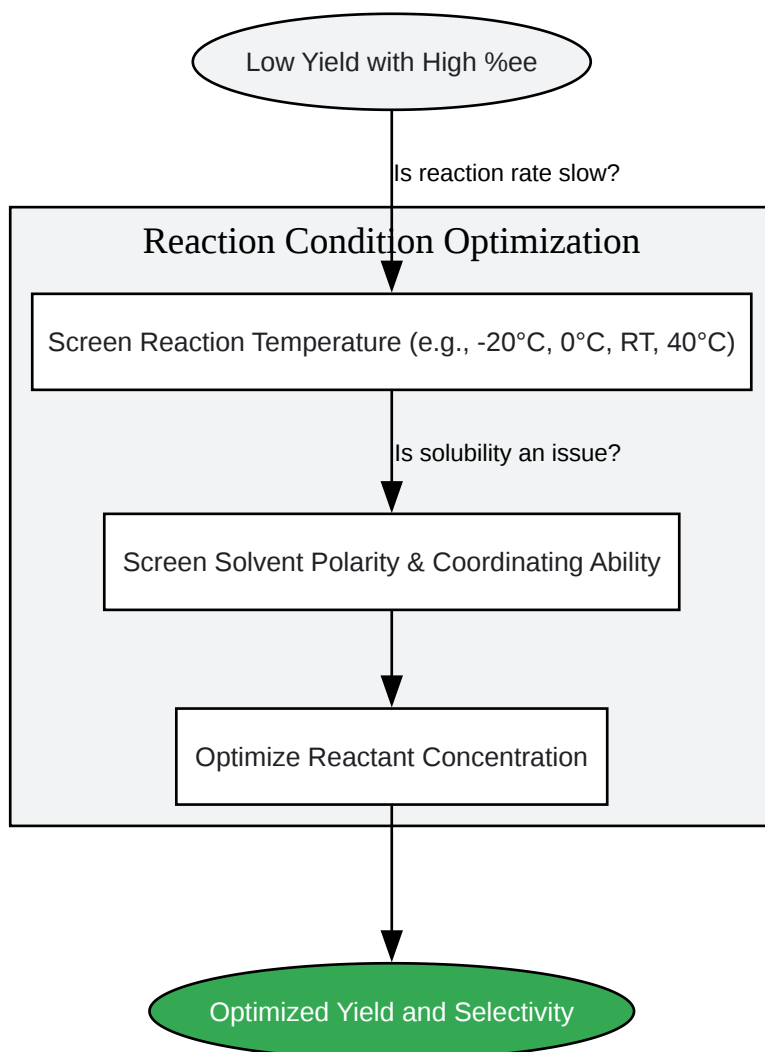 Low Yield with High %ee
Is reaction rate slow?
Reaction Condition Optimization
Screen Reaction Temperature (e.g., -20°C, 0°C, RT, 40°C)
Is solubility an issue?
Screen Solvent Polarity & Coordinating Ability
Optimize Reactant Concentration
Optimized Yield and Selectivity